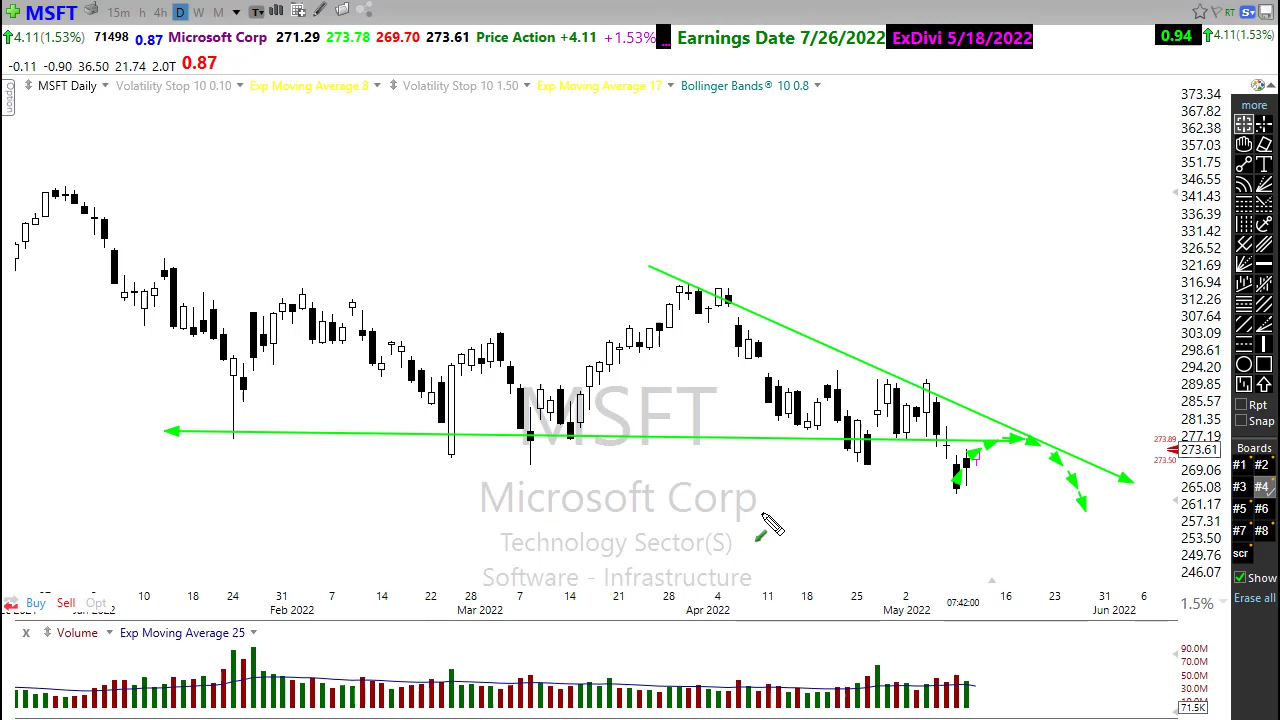 MSFT 15m h 4h D W M T RT S
4.11(1.53%) 71498 0.87 Microsoft Corp 271.29 273.78 269.70 273.61 Price Action +4.11 +1.53% ... Earnings Date 7/26/2022 ExDivi 5/18/2022 0.94 4.11(1.53%)
-0.11 -0.90 36.50 21.74 2.0T 0.87
Option
MSFT Daily Volatility Stop 10 0.10 Exp Moving Average 8 Volatility Stop 10 1.50 Exp Moving Average 17 Bollinger Bands® 10 0.8
373.34
367.82
362.38
357.03
351.75
346.55
341.43
336.39
331.42
326.52
321.69
316.94
312.26
307.64
303.09
298.61
294.20
289.85
285.57
281.35
277.19
273.89
273.61
273.50
269.06
265.08
261.17
257.31
253.50
249.76
246.07
more
T
Rpt
Snap
Boards
#1 #2
#3 #4
#5 #6
#7 #8
scr
Show
Erase all
MSFT
Microsoft Corp
Technology Sector(S)
Software - Infrastructure
10 18 24 7 14 22 7 14 21 28 4 11 18 25 2 07:42:00 16 23 31 6
Buy Sell Opt
Feb 2022 Mar 2022 Apr 2022 May 2022 Jun 2022
1.5%
x Volume Exp Moving Average 25
90.0M
70.0M
50.0M
30.0M
71.5K